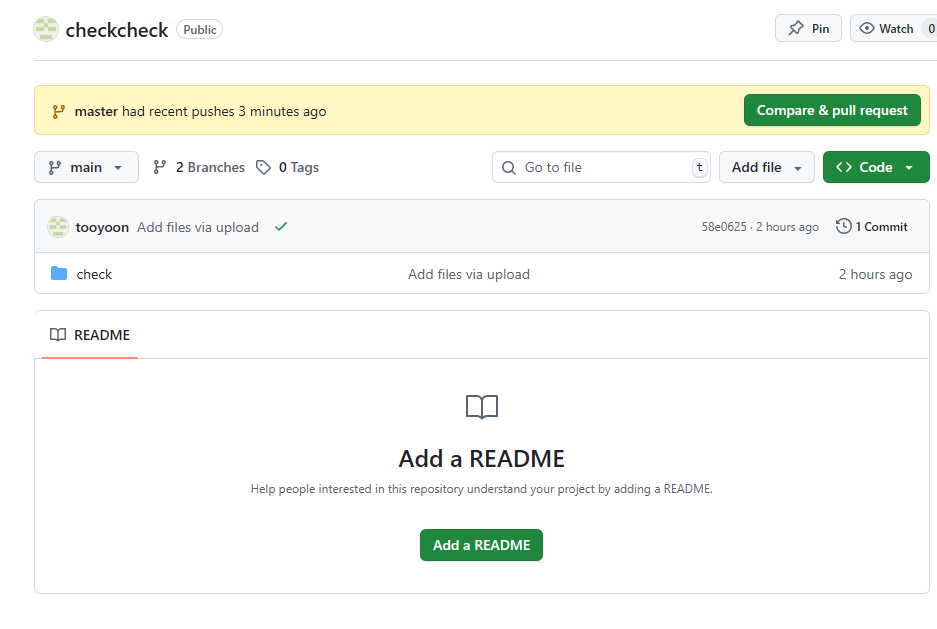 checkcheck Public Pin Watch 0
master had recent pushes 3 minutes ago Compare & pull request
main 2 Branches 0 Tags Go to file t Add file Code
tooyoon Add files via upload 58e0625 · 2 hours ago 1 Commit
check Add files via upload 2 hours ago
README
Add a README
Help people interested in this repository understand your project by adding a README.
Add a README